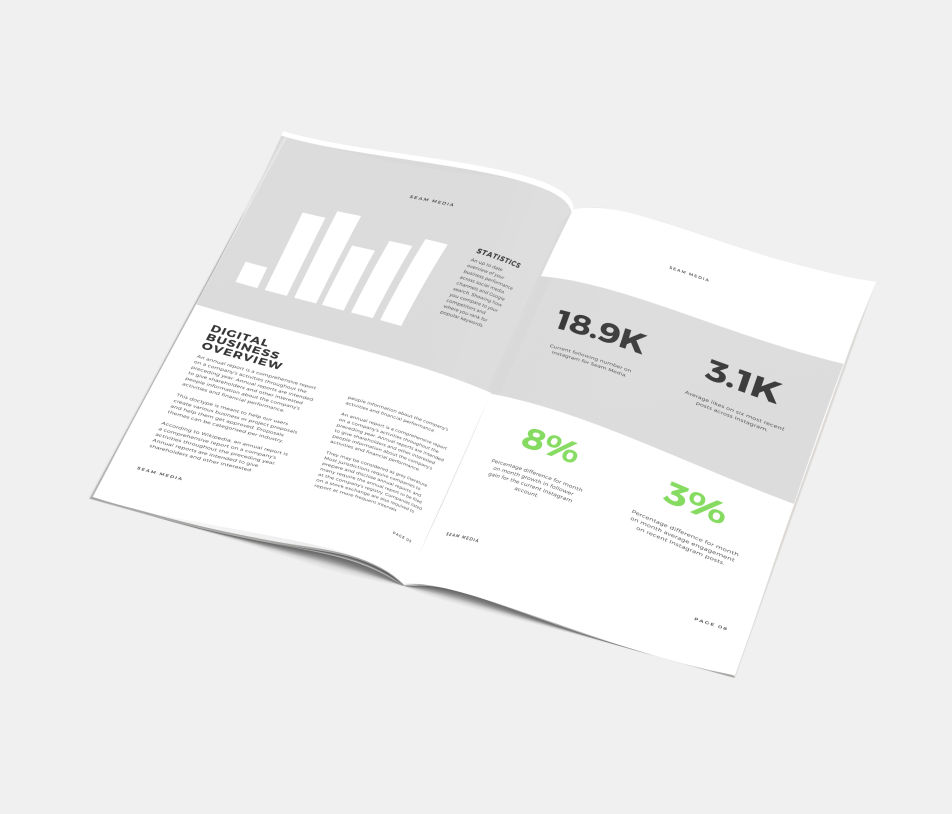 SEAM MEDIA
STATISTICS
An up to date
overview of your
business performance
across social media
channels and Google
search. Showing how
you compare to your
competitors and
where you rank for
popular keywords.
DIGITAL
BUSINESS
OVERVIEW
An annual report is a comprehensive report
on a company's activities throughout the
preceding year. Annual reports are intended
to give shareholders and other interested
people information about the company's
activities and financial performance.
This doctype is meant to help our users
create various business or project proposals
and help them get approved. Proposals
themes can be categorised per industry.
According to Wikipedia, an annual report is
a comprehensive report on a company's
activities throughout the preceding year.
Annual reports are intended to give
shareholders and other interested
people information about the company's
activities and financial performance.
An annual report is a comprehensive report
on a company's activities throughout the
preceding year. Annual reports are intended
to give shareholders and other interested
people information about the company's
activities and financial performance.
They may be considered as grey literature.
Most jurisdictions require companies to
prepare and disclose annual reports, and
many require the annual report to be filed
at the company's registry. Companies listed
on a stock exchange are also required to
report at more frequent intervals.
SEAM MEDIA
PAGE 05
SEAM MEDIA
18.9K
Current following number on
Instagram for Seam Media.
3.1K
Average likes on six most recent
posts across Instagram.
8%
Percentage difference for month
on month growth in follower
gain for the current Instagram
account.
3%
Percentage difference for month
on month average engagement
on recent Instagram posts.
SEAM MEDIA
PAGE 06